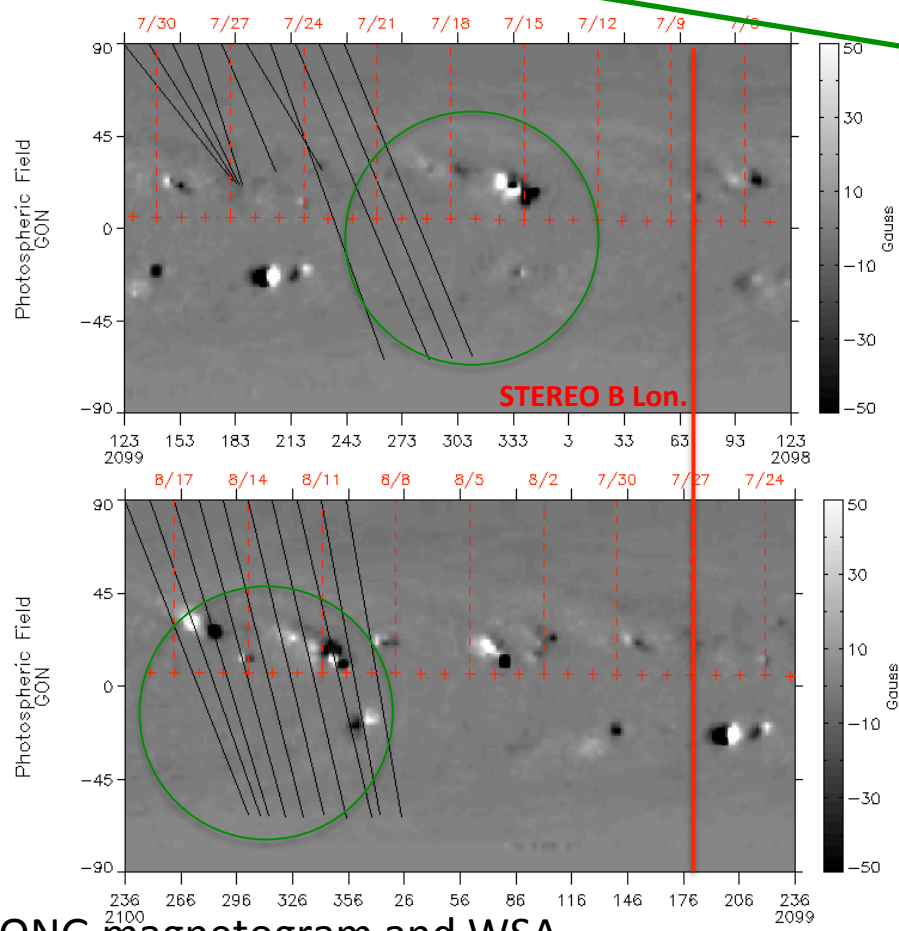 7/30 7/27 7/24 7/21 7/18 7/15 7/12 7/9 7/6
90 45 0 −45 −90
Photospheric Field
GON
STEREO B Lon.
123 153 183 213 243 273 303 333 3 33 63 93 123
2099 2098
50 30 10 −10 −30 −50
Gauss
8/17 8/14 8/11 8/8 8/5 8/2 7/30 7/27 7/24
90 45 0 −45 −90
Photospheric Field
GON
236 266 296 326 356 26 56 86 116 146 176 206 236
2100 2099
50 30 10 −10 −30 −50
Gauss
ONG magnetogram and WSA